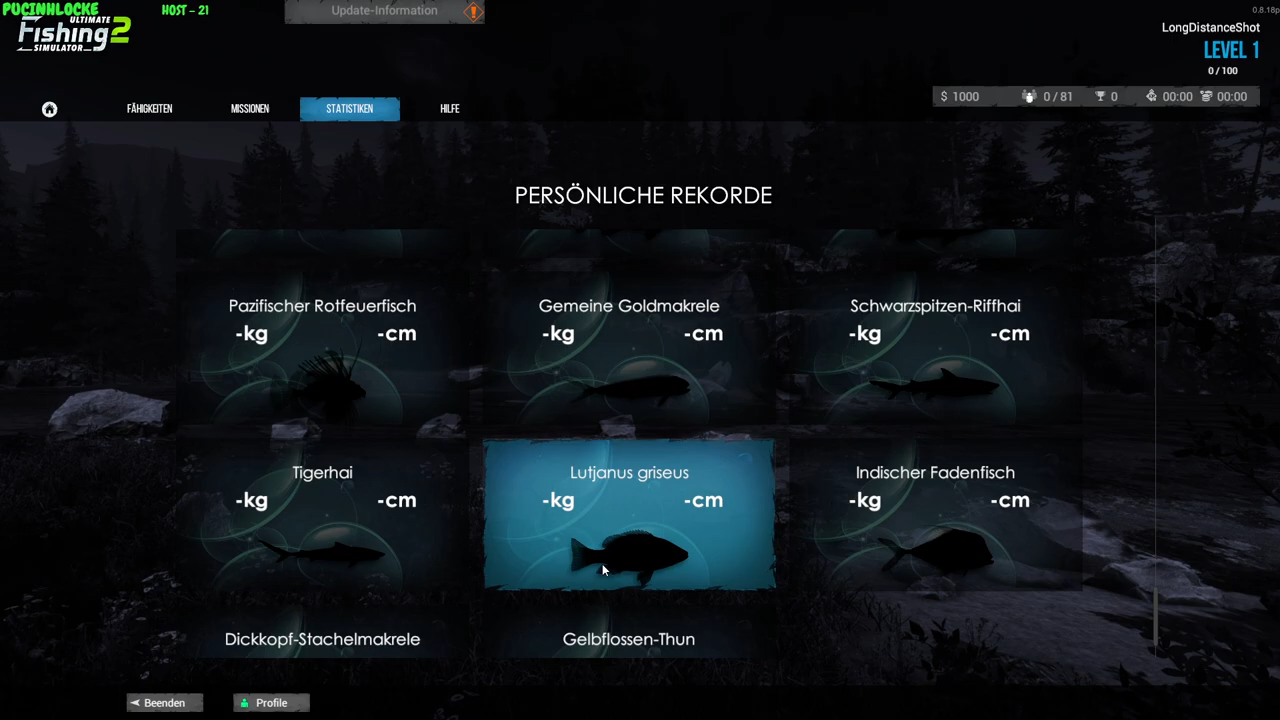 PUCINHLOCKE HOST - 21 Update-Information 0.8.18p
ULTIMATE
Fishing 2
SIMULATOR
LongDistanceShot
LEVEL 1
0 / 100
$ 1000 0 / 81 0 00:00 00:00
FÄHIGKEITEN MISSIONEN STATISTIKEN HILFE
PERSÖNLICHE REKORDE
Pazifischer Rotfeuerfisch Gemeine Goldmakrele Schwarzspitzen-Riffhai
-kg -cm -kg -cm -kg -cm
Tigerhai Lutjanus griseus Indischer Fadenfisch
-kg -cm -kg -cm -kg -cm
Dickkopf-Stachelmakrele Gelbflossen-Thun
Beenden Profile